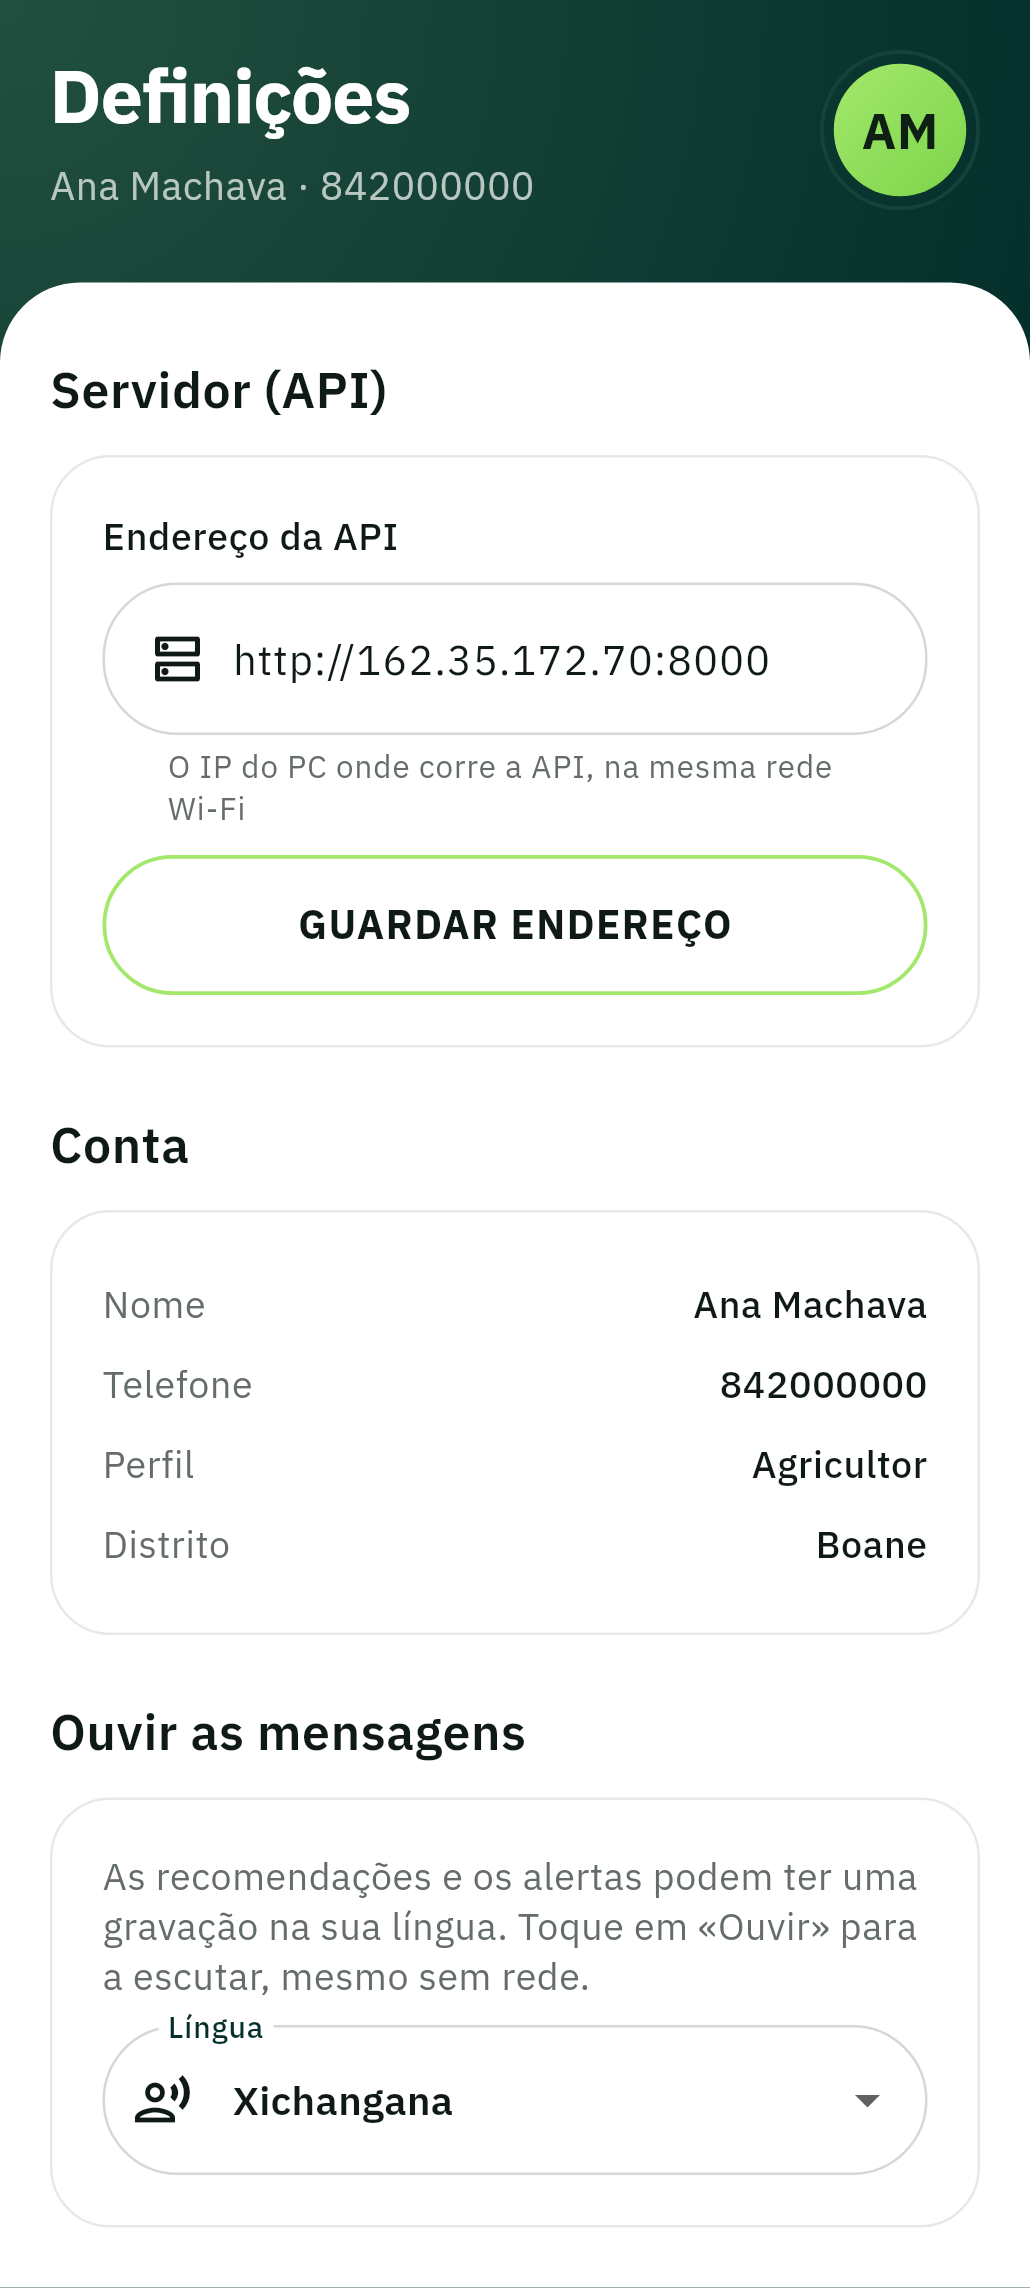 Definições
AM
Ana Machava · 842000000
Servidor (API)
Endereço da API
http://162.35.172.70:8000
O IP do PC onde corre a API, na mesma rede
Wi-Fi
GUARDAR ENDEREÇO
Conta
Nome Ana Machava
Telefone 842000000
Perfil Agricultor
Distrito Boane
Ouvir as mensagens
As recomendações e os alertas podem ter uma
gravação na sua língua. Toque em «Ouvir» para
a escutar, mesmo sem rede.
Língua
Xichangana